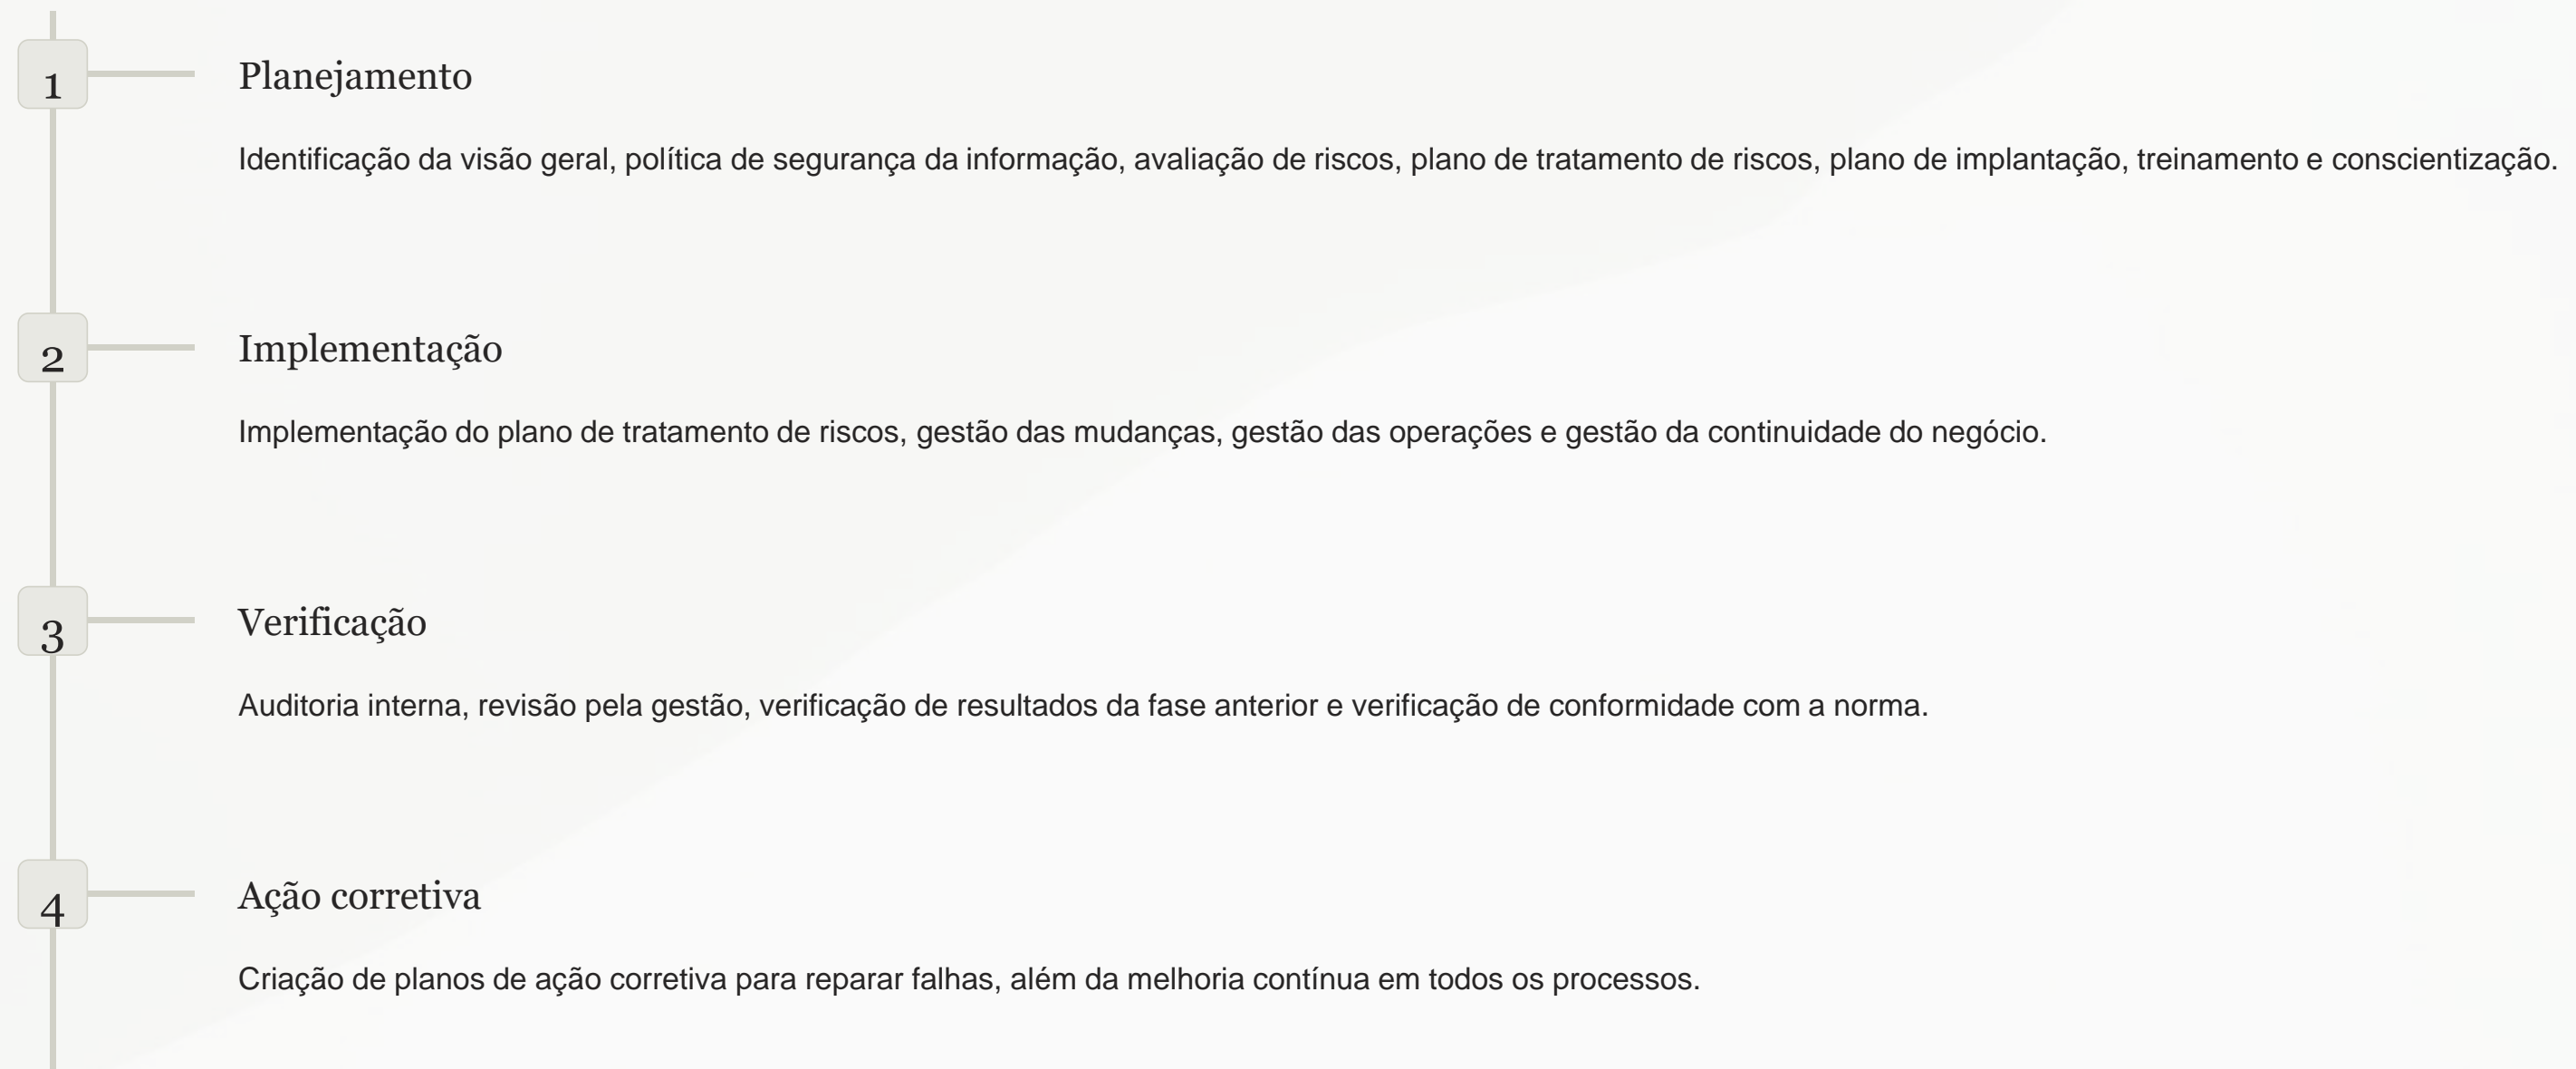 1
Planejamento
Identificação da visão geral, política de segurança da informação, avaliação de riscos, plano de tratamento de riscos, plano de implantação, treinamento e conscientização.
2
Implementação
Implementação do plano de tratamento de riscos, gestão das mudanças, gestão das operações e gestão da continuidade do negócio.
3
Verificação
Auditoria interna, revisão pela gestão, verificação de resultados da fase anterior e verificação de conformidade com a norma.
4
Ação corretiva
Criação de planos de ação corretiva para reparar falhas, além da melhoria contínua em todos os processos.